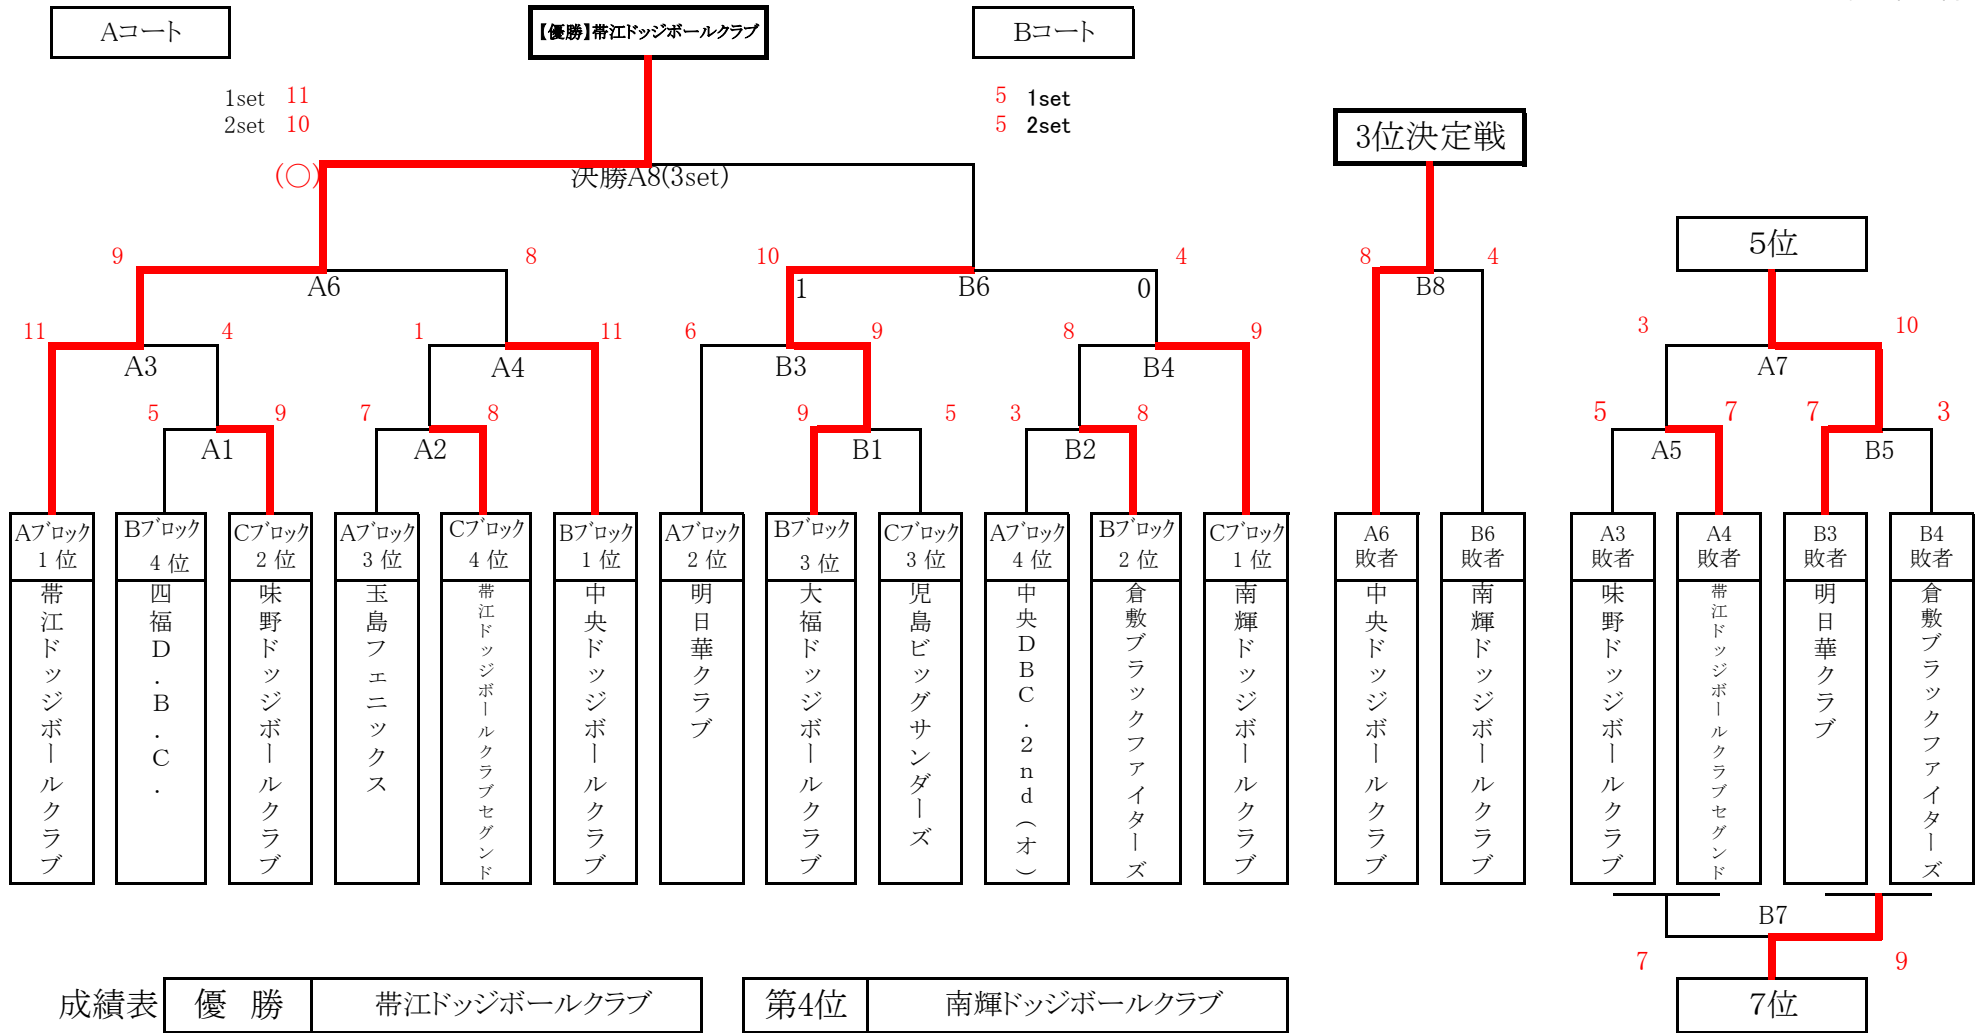 Aコート
【優勝】帯江ドッジボールクラブ
Bコート
1set 11
5 1set
2set 10
5 2set
3位決定戦
(○)
決勝A8(3set)
5位
9
8
10
4
8
4
A6
1
B6
0
B8
11
4
1
11
6
9
8
9
3
10
A3
A4
B3
B4
A7
5
9
7
8
9
5
3
8
5
7
7
3
A1
A2
B1
B2
A5
B5
Aブロック
1位
Bブロック
4位
Cブロック
2位
Aブロック
3位
Cブロック
4位
Bブロック
1位
Aブロック
2位
Bブロック
3位
Cブロック
3位
Aブロック
4位
Bブロック
2位
Cブロック
1位
A6
敗者
B6
敗者
A3
敗者
A4
敗者
B3
敗者
B4
敗者
帯江ドッジボールクラブ
四福D.B.C.
味野ドッジボールクラブ
玉島フェニックス
帯江ドッジボールクラブセグンド
中央ドッジボールクラブ
明日華クラブ
大福ドッジボールクラブ
児島ビッグサンダーズ
中央DBC.2nd(オ)
倉敷ブラックファイターズ
南輝ドッジボールクラブ
中央ドッジボールクラブ
南輝ドッジボールクラブ
味野ドッジボールクラブ
帯江ドッジボールクラブセグンド
明日華クラブ
倉敷ブラックファイターズ
B7
7
9
7位
成績表 優 勝 帯江ドッジボールクラブ 第4位 南輝ドッジボールクラブ